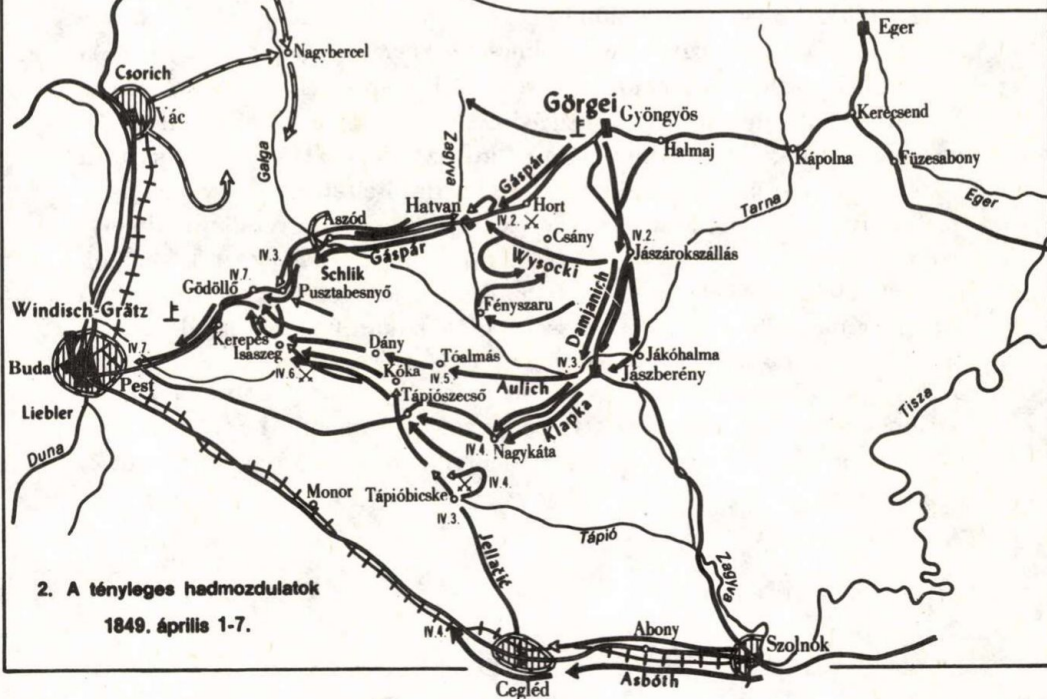 Eger
Nagybercel
Csorich
Vác
Görgei
Gyöngyös
Halmaj
Kerecsend
Kápolna
Füzesabony
Galga
Zagyva
Gáspár
Tarna
Eger
Hatvan
Hort
IV.2.
Aszód
Csány
IV.2.
Jászárokszállás
IV.3.
Gáspár
Schlik
Wysocki
IV.7.
Gödöllő
Pusztabesnyő
Fényszaru
Damjanich
Windisch-Grätz
Kerepes
Isaszeg
Dány
Tóalmás
IV.3.
Jákóhalma
IV.7.
Buda
Pest
IV.6.
Kóka
IV.5.
Aulich
Jászberény
Tápiószecső
Klapka
Liebler
Tisza
Duna
IV.4.
Nagykáta
IV.4.
Monor
Tápióbicske
IV.3.
Tápió
Jellačić
Zagyva
2. A tényleges hadmozdulatok
1849. április 1-7.
IV.4.
Abony
Szolnok
Asbóth
Cegléd